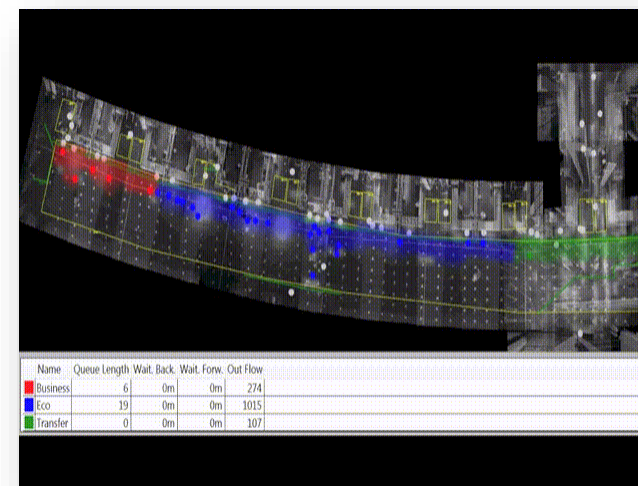 Name Queue Length Wait. Back. Wait. Forw. Out Flow
Business 6 0m 0m 274
Eco 19 0m 0m 1015
Transfer 0 0m 0m 107